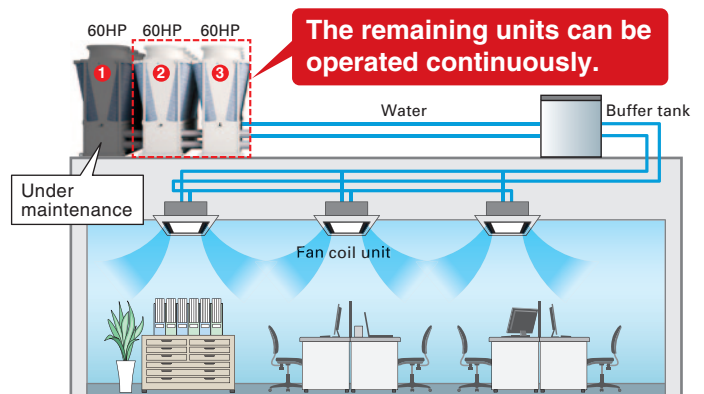 60HP 60HP 60HP
The remaining units can be
operated continuously.
1 2 3
Water
Buffer tank
Under
maintenance
Fan coil unit